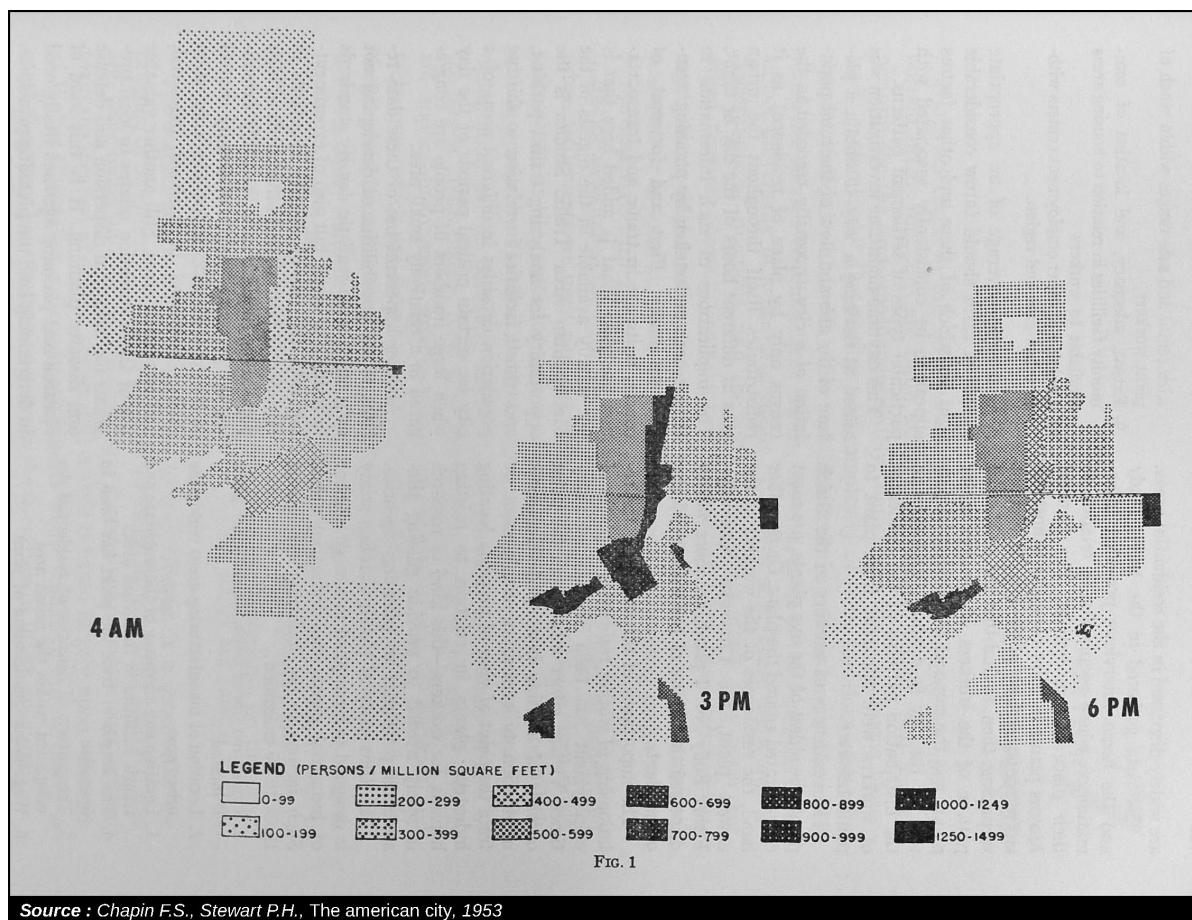 4 AM
3 PM
6 PM
LEGEND (PERSONS / MILLION SQUARE FEET)
0-99
200-299
400-499
600-699
800-899
1000-1249
100-199
300-399
500-599
700-799
900-999
1250-1499
FIG. 1
Source : Chapin F.S., Stewart P.H., The american city, 1953